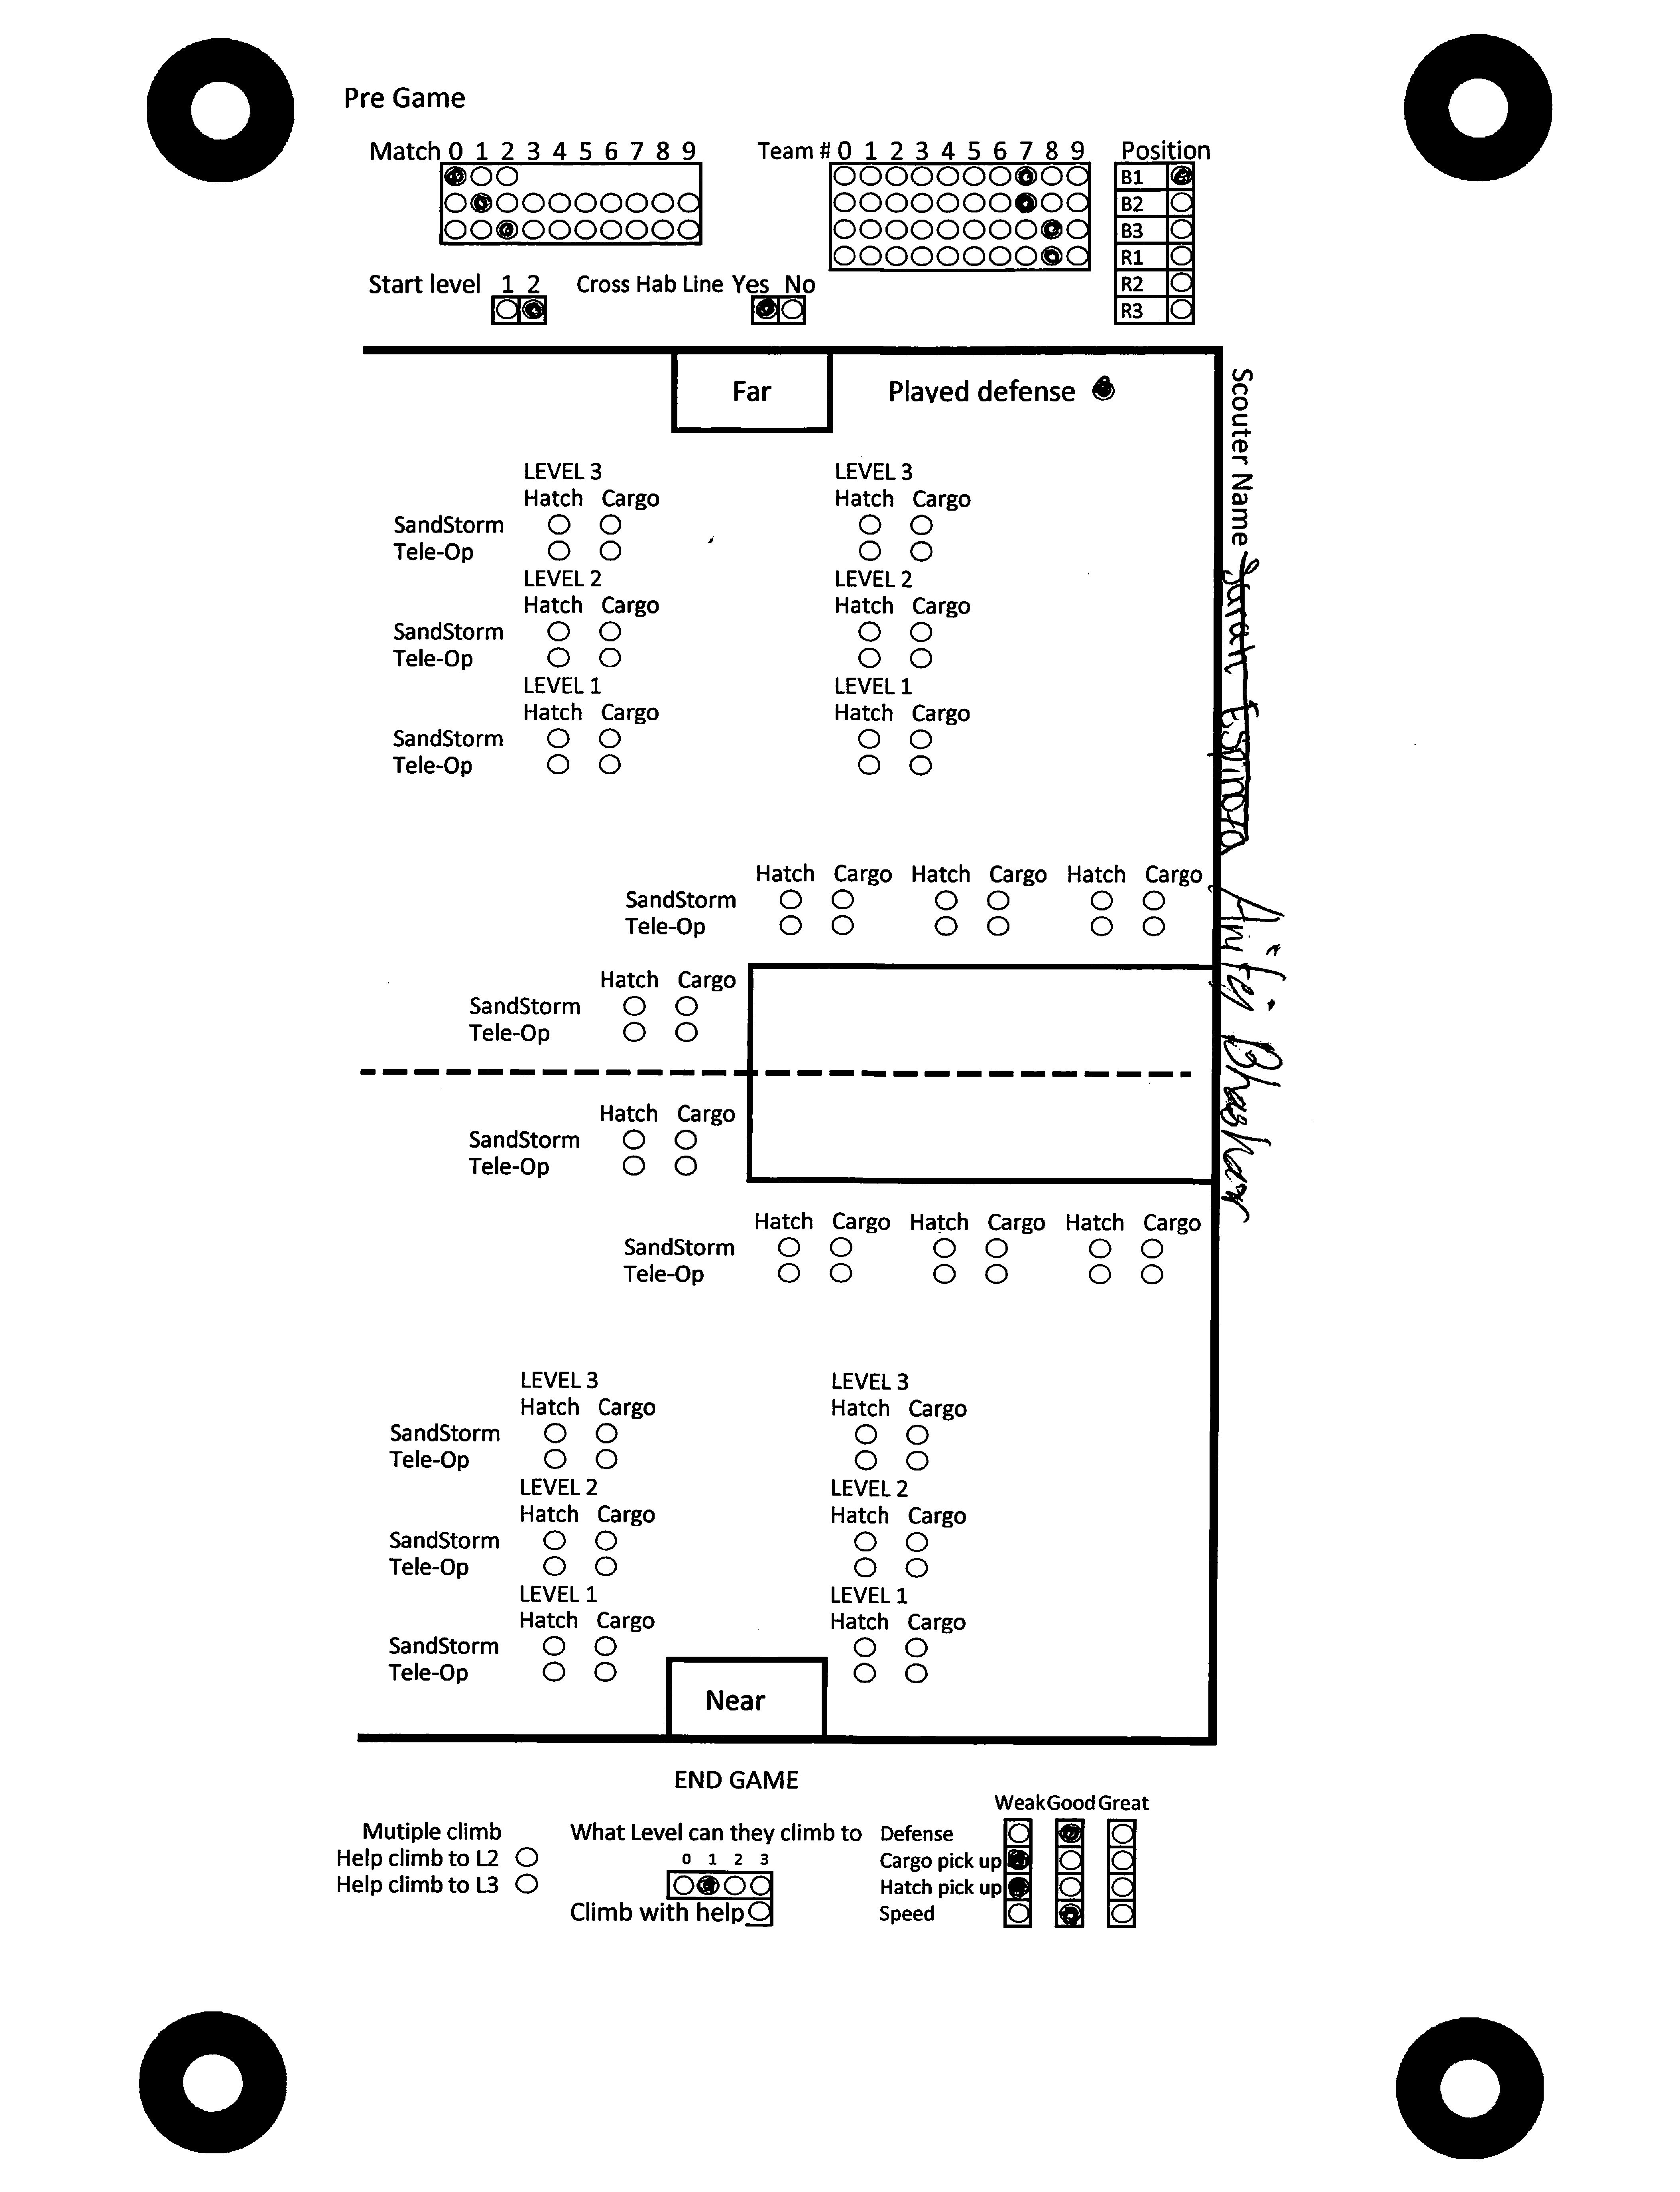 Pre Game
Match 0 1 2 3 4 5 6 7 8 9
Team # 0 1 2 3 4 5 6 7 8 9
Position
B1
B2
B3
R1
R2
R3
Start level 1 2
Cross Hab Line Yes No
Far
Played defense
Scouter Name
Sarah Espinoza
Bhaskar
LEVEL 3 LEVEL 3
Hatch Cargo Hatch Cargo
SandStorm
Tele-Op
LEVEL 2 LEVEL 2
Hatch Cargo Hatch Cargo
SandStorm
Tele-Op
LEVEL 1 LEVEL 1
Hatch Cargo Hatch Cargo
SandStorm
Tele-Op
Hatch Cargo Hatch Cargo Hatch Cargo
SandStorm
Tele-Op
Hatch Cargo
SandStorm
Tele-Op
Hatch Cargo
SandStorm
Tele-Op
Hatch Cargo Hatch Cargo Hatch Cargo
SandStorm
Tele-Op
LEVEL 3 LEVEL 3
Hatch Cargo Hatch Cargo
SandStorm
Tele-Op
LEVEL 2 LEVEL 2
Hatch Cargo Hatch Cargo
SandStorm
Tele-Op
LEVEL 1 LEVEL 1
Hatch Cargo Hatch Cargo
SandStorm
Tele-Op
Near
END GAME
Mutiple climb
Help climb to L2
Help climb to L3
What Level can they climb to
0 1 2 3
Climb with help
Weak Good Great
Defense
Cargo pick up
Hatch pick up
Speed